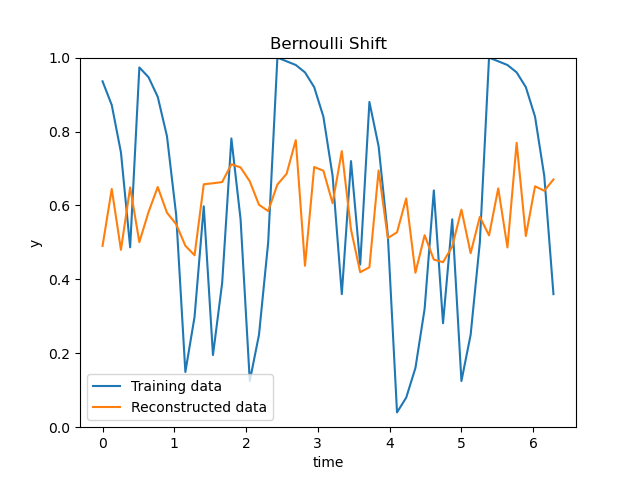 Bernoulli Shift
1.0
0.8
0.6
0.4
0.2
0.0
y
Training data
Reconstructed data
0 1 2 3 4 5 6
time